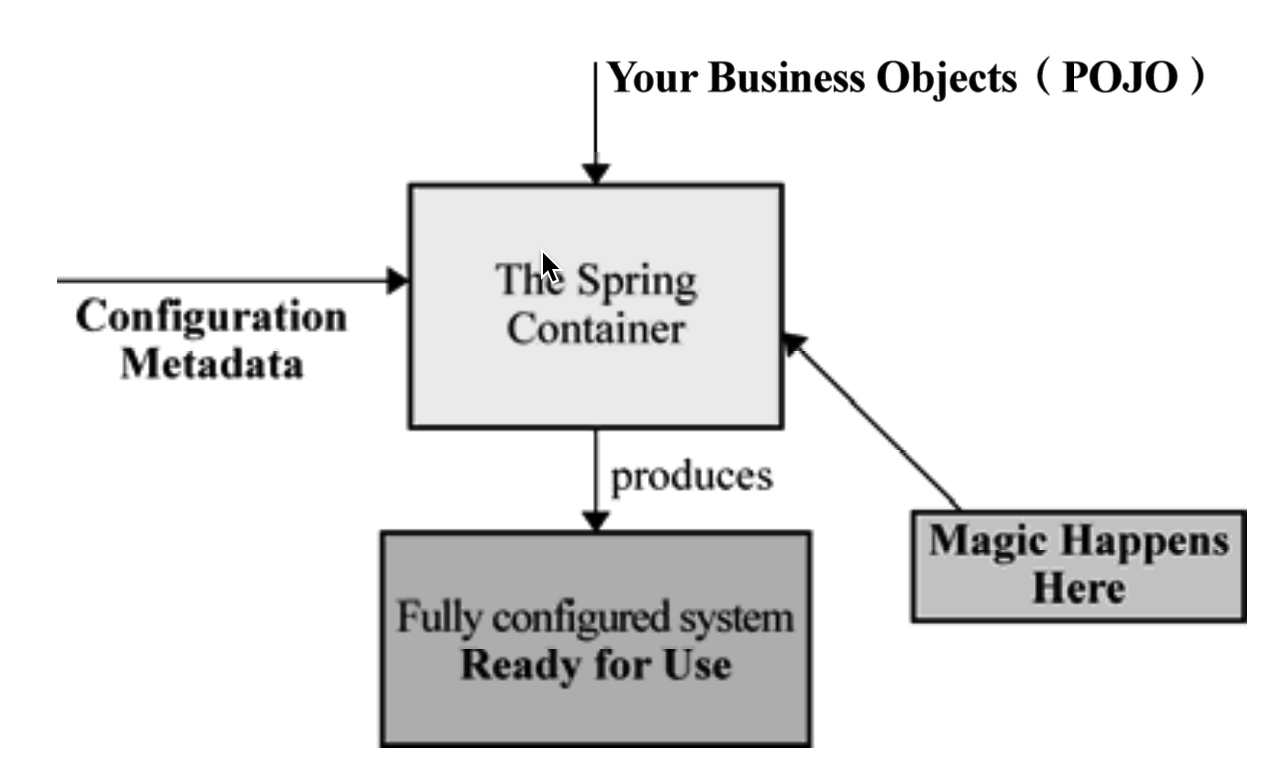 Your Business Objects（POJO）
The Spring
Container
Configuration
Metadata
produces
Magic Happens
Here
Fully configured system
Ready for Use